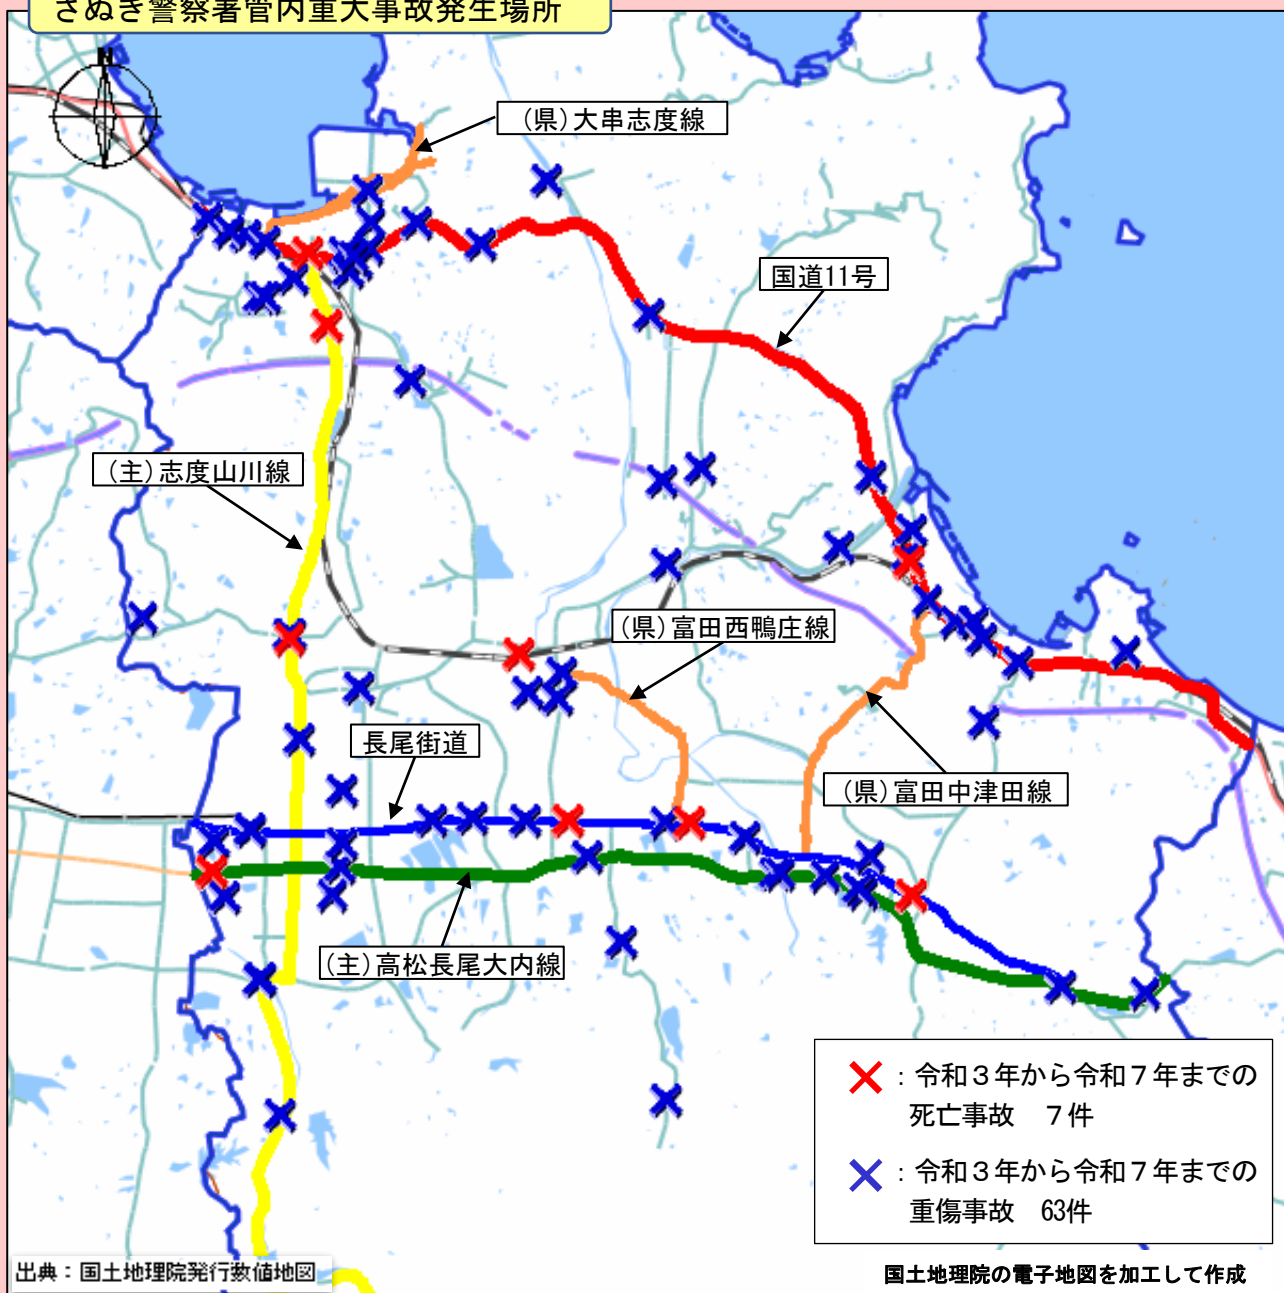 さぬき警察署管内重大事故発生場所
N
(県)大串志度線
国道11号
(主)志度山川線
(県)富田西鴨庄線
長尾街道
(県)富田中津田線
(主)高松長尾大内線
：令和３年から令和７年までの
死亡事故　７件
：令和３年から令和７年までの
重傷事故　63件
出典：国土地理院発行数値地図
国土地理院の電子地図を加工して作成